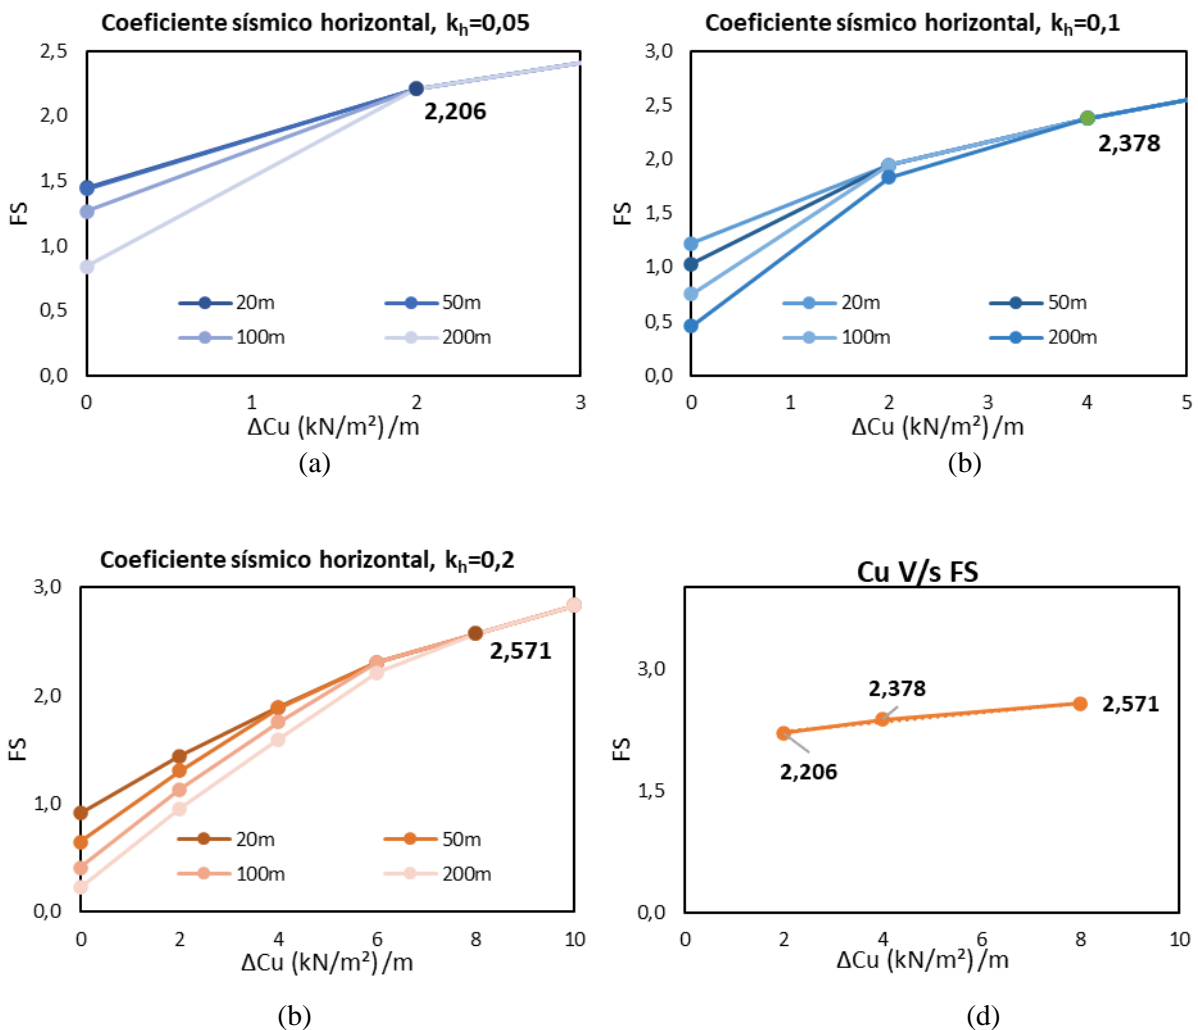 Coeficiente sísmico horizontal, kh=0,05
2,5
2,0
1,5
1,0
0,5
0,0
FS
2,206
20m
50m
100m
200m
0
1
2
3
ΔCu (kN/m²) /m
(a)
Coeficiente sísmico horizontal, kh=0,1
3,0
2,5
2,0
1,5
1,0
0,5
0,0
FS
2,378
20m
50m
100m
200m
0
1
2
3
4
5
ΔCu (kN/m²) /m
(b)
Coeficiente sísmico horizontal, kh=0,2
3,0
2,0
1,0
0,0
FS
2,571
20m
50m
100m
200m
0
2
4
6
8
10
ΔCu (kN/m²) /m
(b)
Cu V/s FS
3,0
1,5
0,0
FS
2,378
2,571
2,206
0
2
4
6
8
10
ΔCu (kN/m²) /m
(d)